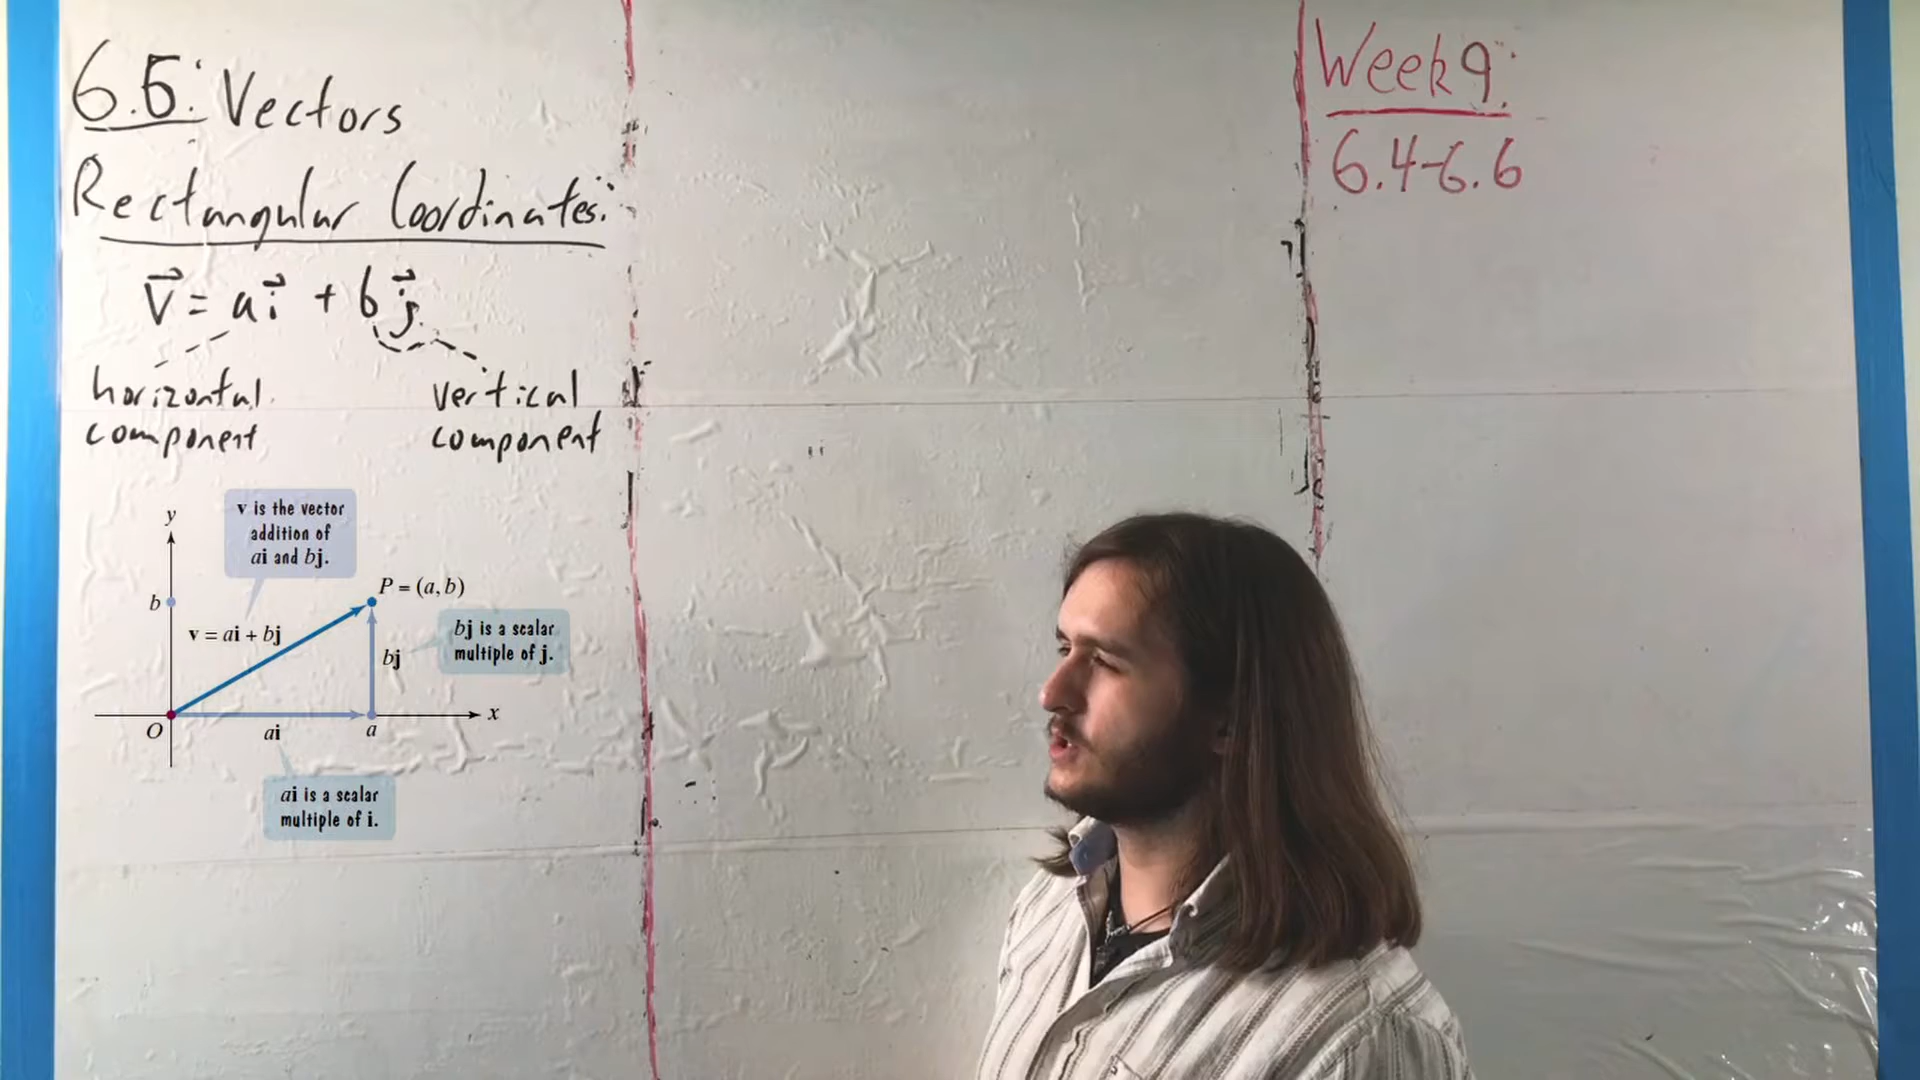 6.5: Vectors
Rectangular Coordinates:
v⃗ = ai⃗ + bj⃗
horizontal component
vertical component
y
v is the vector
addition of
ai and bj.
P = (a, b)
b
v = ai + bj
bj is a scalar
multiple of j.
bj
x
O
ai
a
ai is a scalar
multiple of i.
Week 9:
6.4-6.6